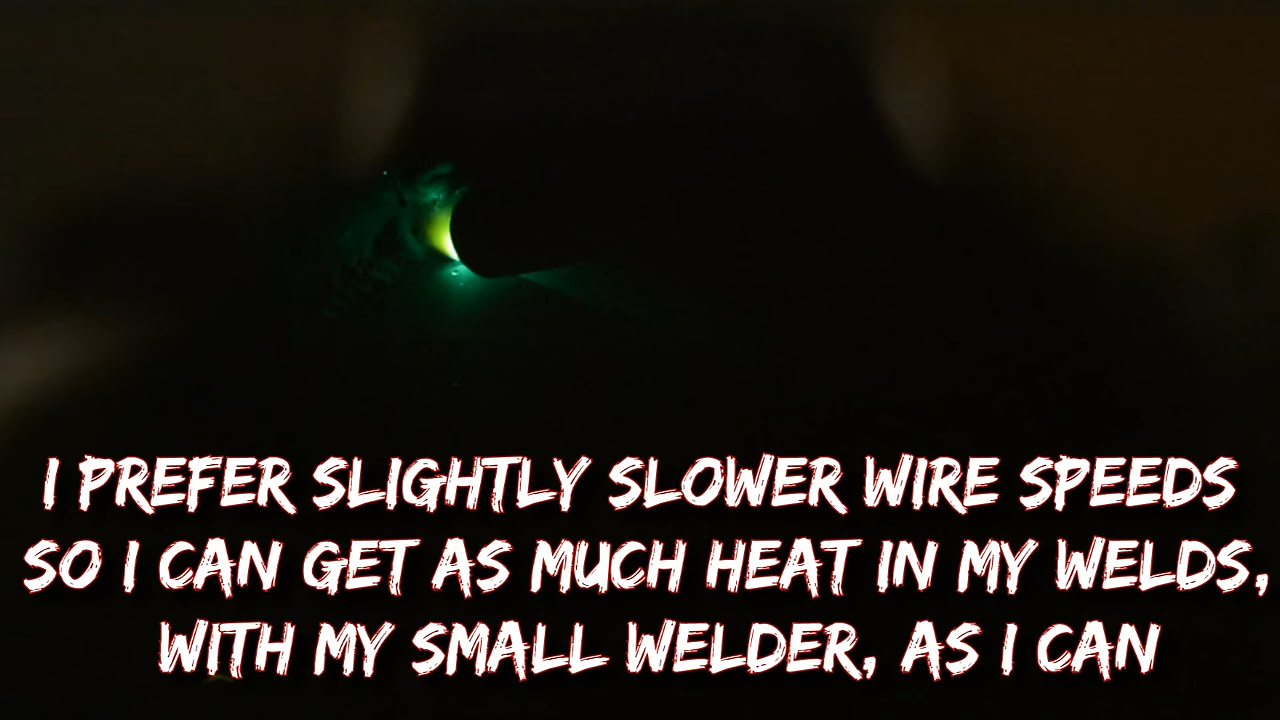 I PREFER SLIGHTLY SLOWER WIRE SPEEDS
SO I CAN GET AS MUCH HEAT IN MY WELDS,
WITH MY SMALL WELDER, AS I CAN